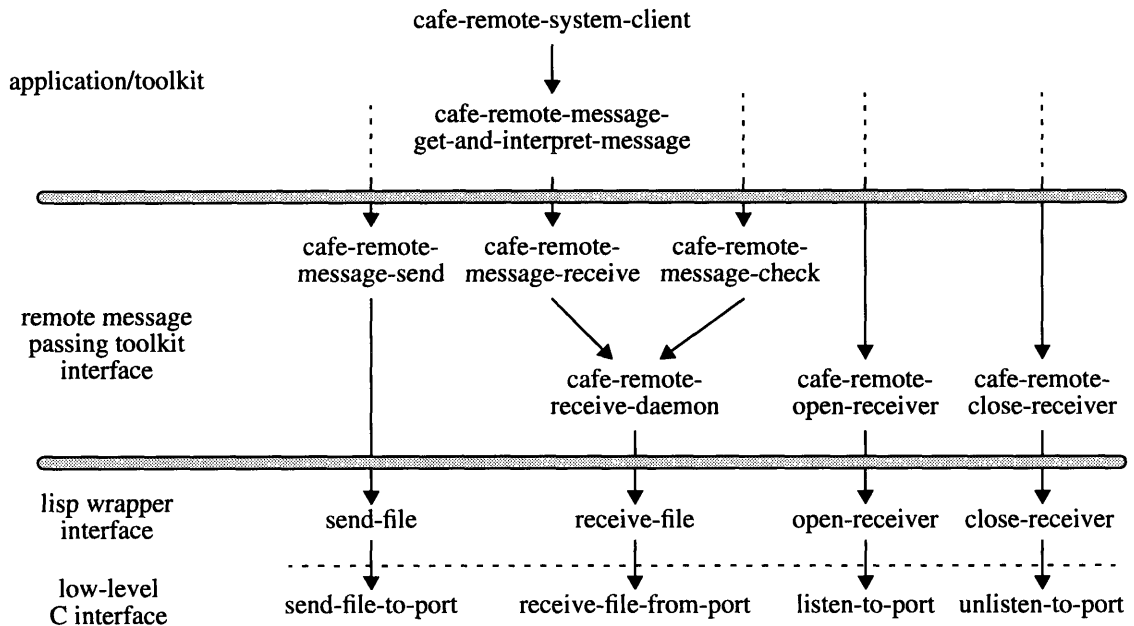 cafe-remote-system-client
application/toolkit
cafe-remote-message-
get-and-interpret-message
cafe-remote-
message-send
cafe-remote-
message-receive
cafe-remote-
message-check
remote message
passing toolkit
interface
cafe-remote-
receive-daemon
cafe-remote-
open-receiver
cafe-remote-
close-receiver
lisp wrapper
interface
send-file
receive-file
open-receiver
close-receiver
low-level
C interface
send-file-to-port
receive-file-from-port
listen-to-port
unlisten-to-port